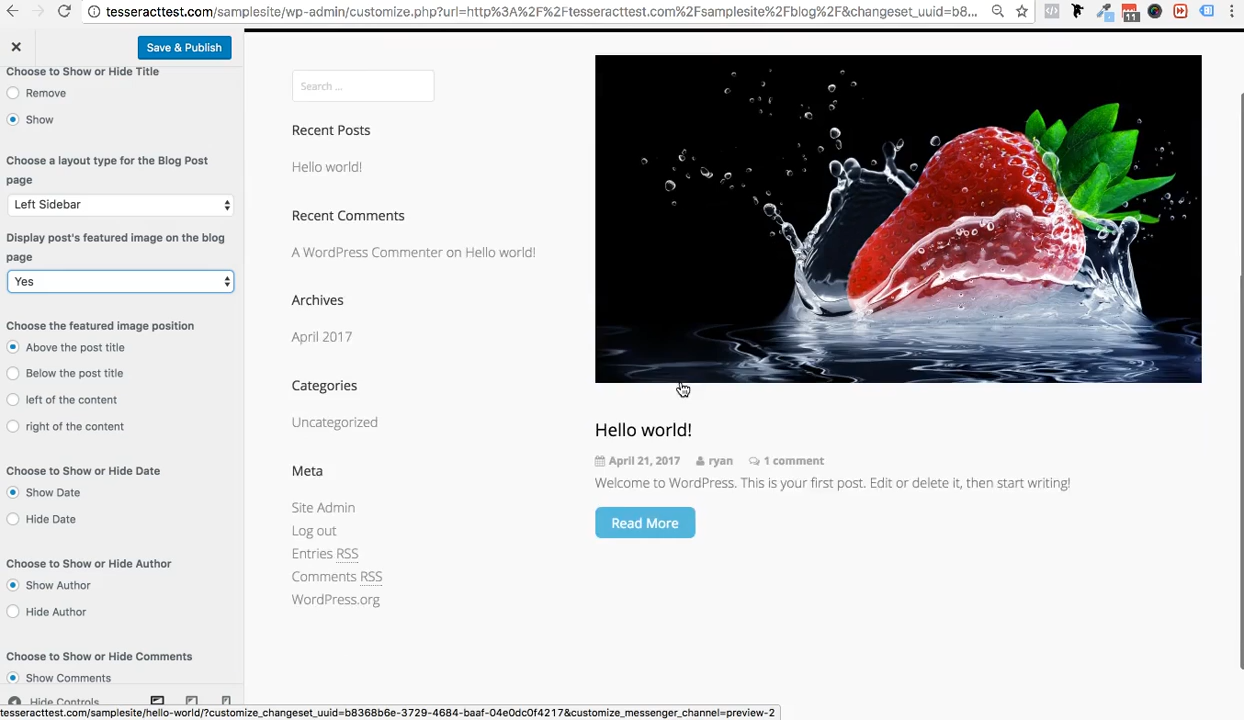 tesseracttest.com/samplesite/wp-admin/customize.php?url=http%3A%2F%2Ftesseracttest.com%2Fsamplesite%2Fblog%2F&changeset_uuid=b8...
11
Save & Publish
Choose to Show or Hide Title
Remove
Show
Choose a layout type for the Blog Post
page
Left Sidebar
Display post's featured image on the blog
page
Yes
Choose the featured image position
Above the post title
Below the post title
left of the content
right of the content
Choose to Show or Hide Date
Show Date
Hide Date
Choose to Show or Hide Author
Show Author
Hide Author
Choose to Show or Hide Comments
Show Comments
Hide Controls
Search ...
Recent Posts
Hello world!
Recent Comments
A WordPress Commenter on Hello world!
Archives
April 2017
Categories
Uncategorized
Meta
Site Admin
Log out
Entries RSS
Comments RSS
WordPress.org
Hello world!
April 21, 2017 ryan 1 comment
Welcome to WordPress. This is your first post. Edit or delete it, then start writing!
Read More
tesseracttest.com/samplesite/hello-world/?customize_changeset_uuid=b8368b6e-3729-4684-baaf-04e0dc0f4217&customize_messenger_channel=preview-2